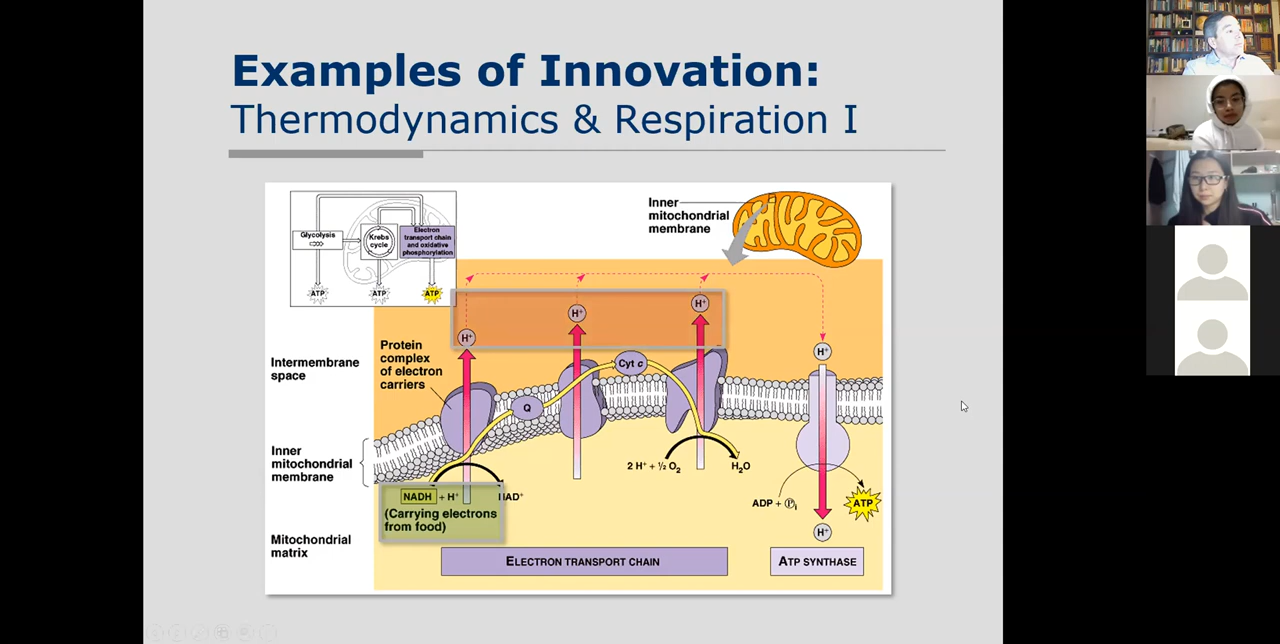 Examples of Innovation:
Thermodynamics & Respiration I
Glycolysis
Krebs
cycle
Electron
transport chain
and oxidative
phosphorylation
ATP
ATP
ATP
Inner
mitochondrial
membrane
H⁺
H⁺
H⁺
H⁺
Intermembrane
space
Protein
complex
of electron
carriers
Cyt c
Q
Inner
mitochondrial
membrane
2 H⁺ + ½ O₂
H₂O
NADH + H⁺
NAD⁺
(Carrying electrons
from food)
ADP + Ⓟi
ATP
H⁺
Mitochondrial
matrix
ELECTRON TRANSPORT CHAIN
ATP SYNTHASE